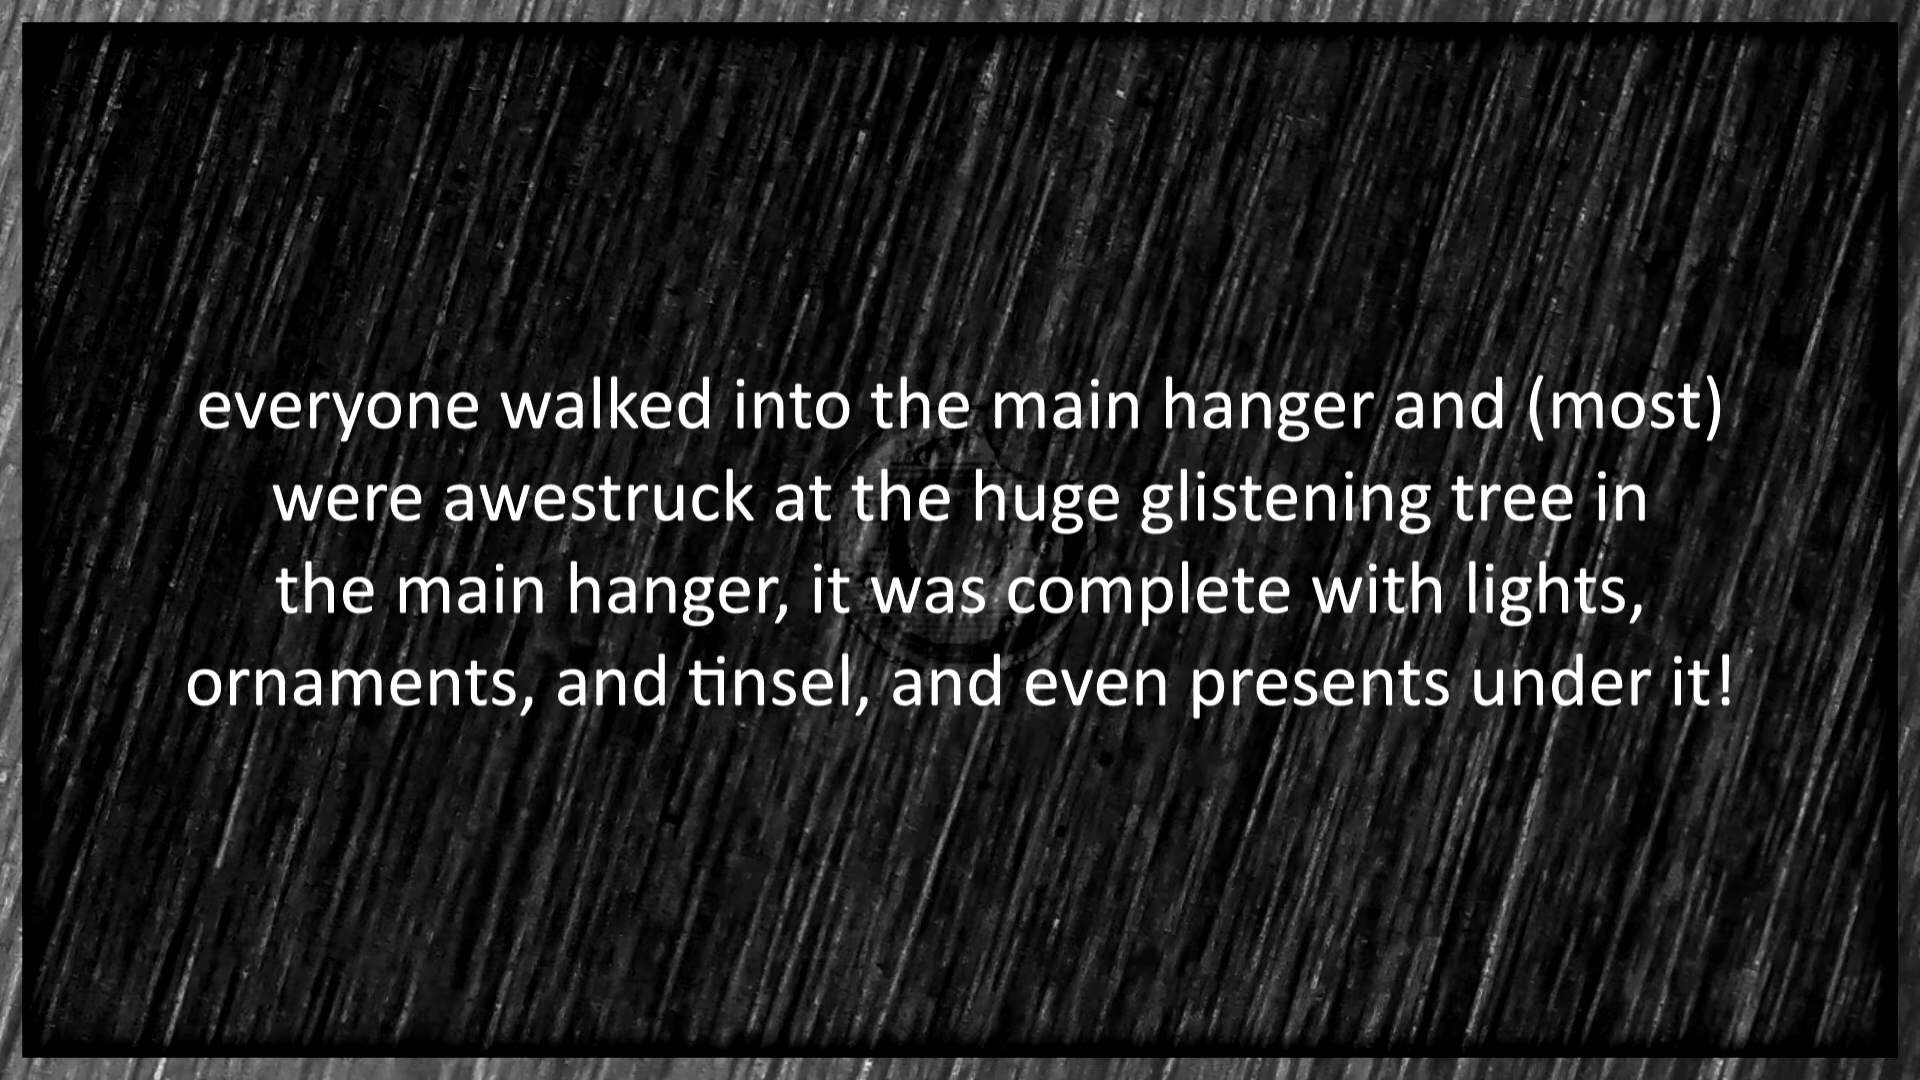 everyone walked into the main hanger and (most)
were awestruck at the huge glistening tree in
the main hanger, it was complete with lights,
ornaments, and tinsel, and even presents under it!